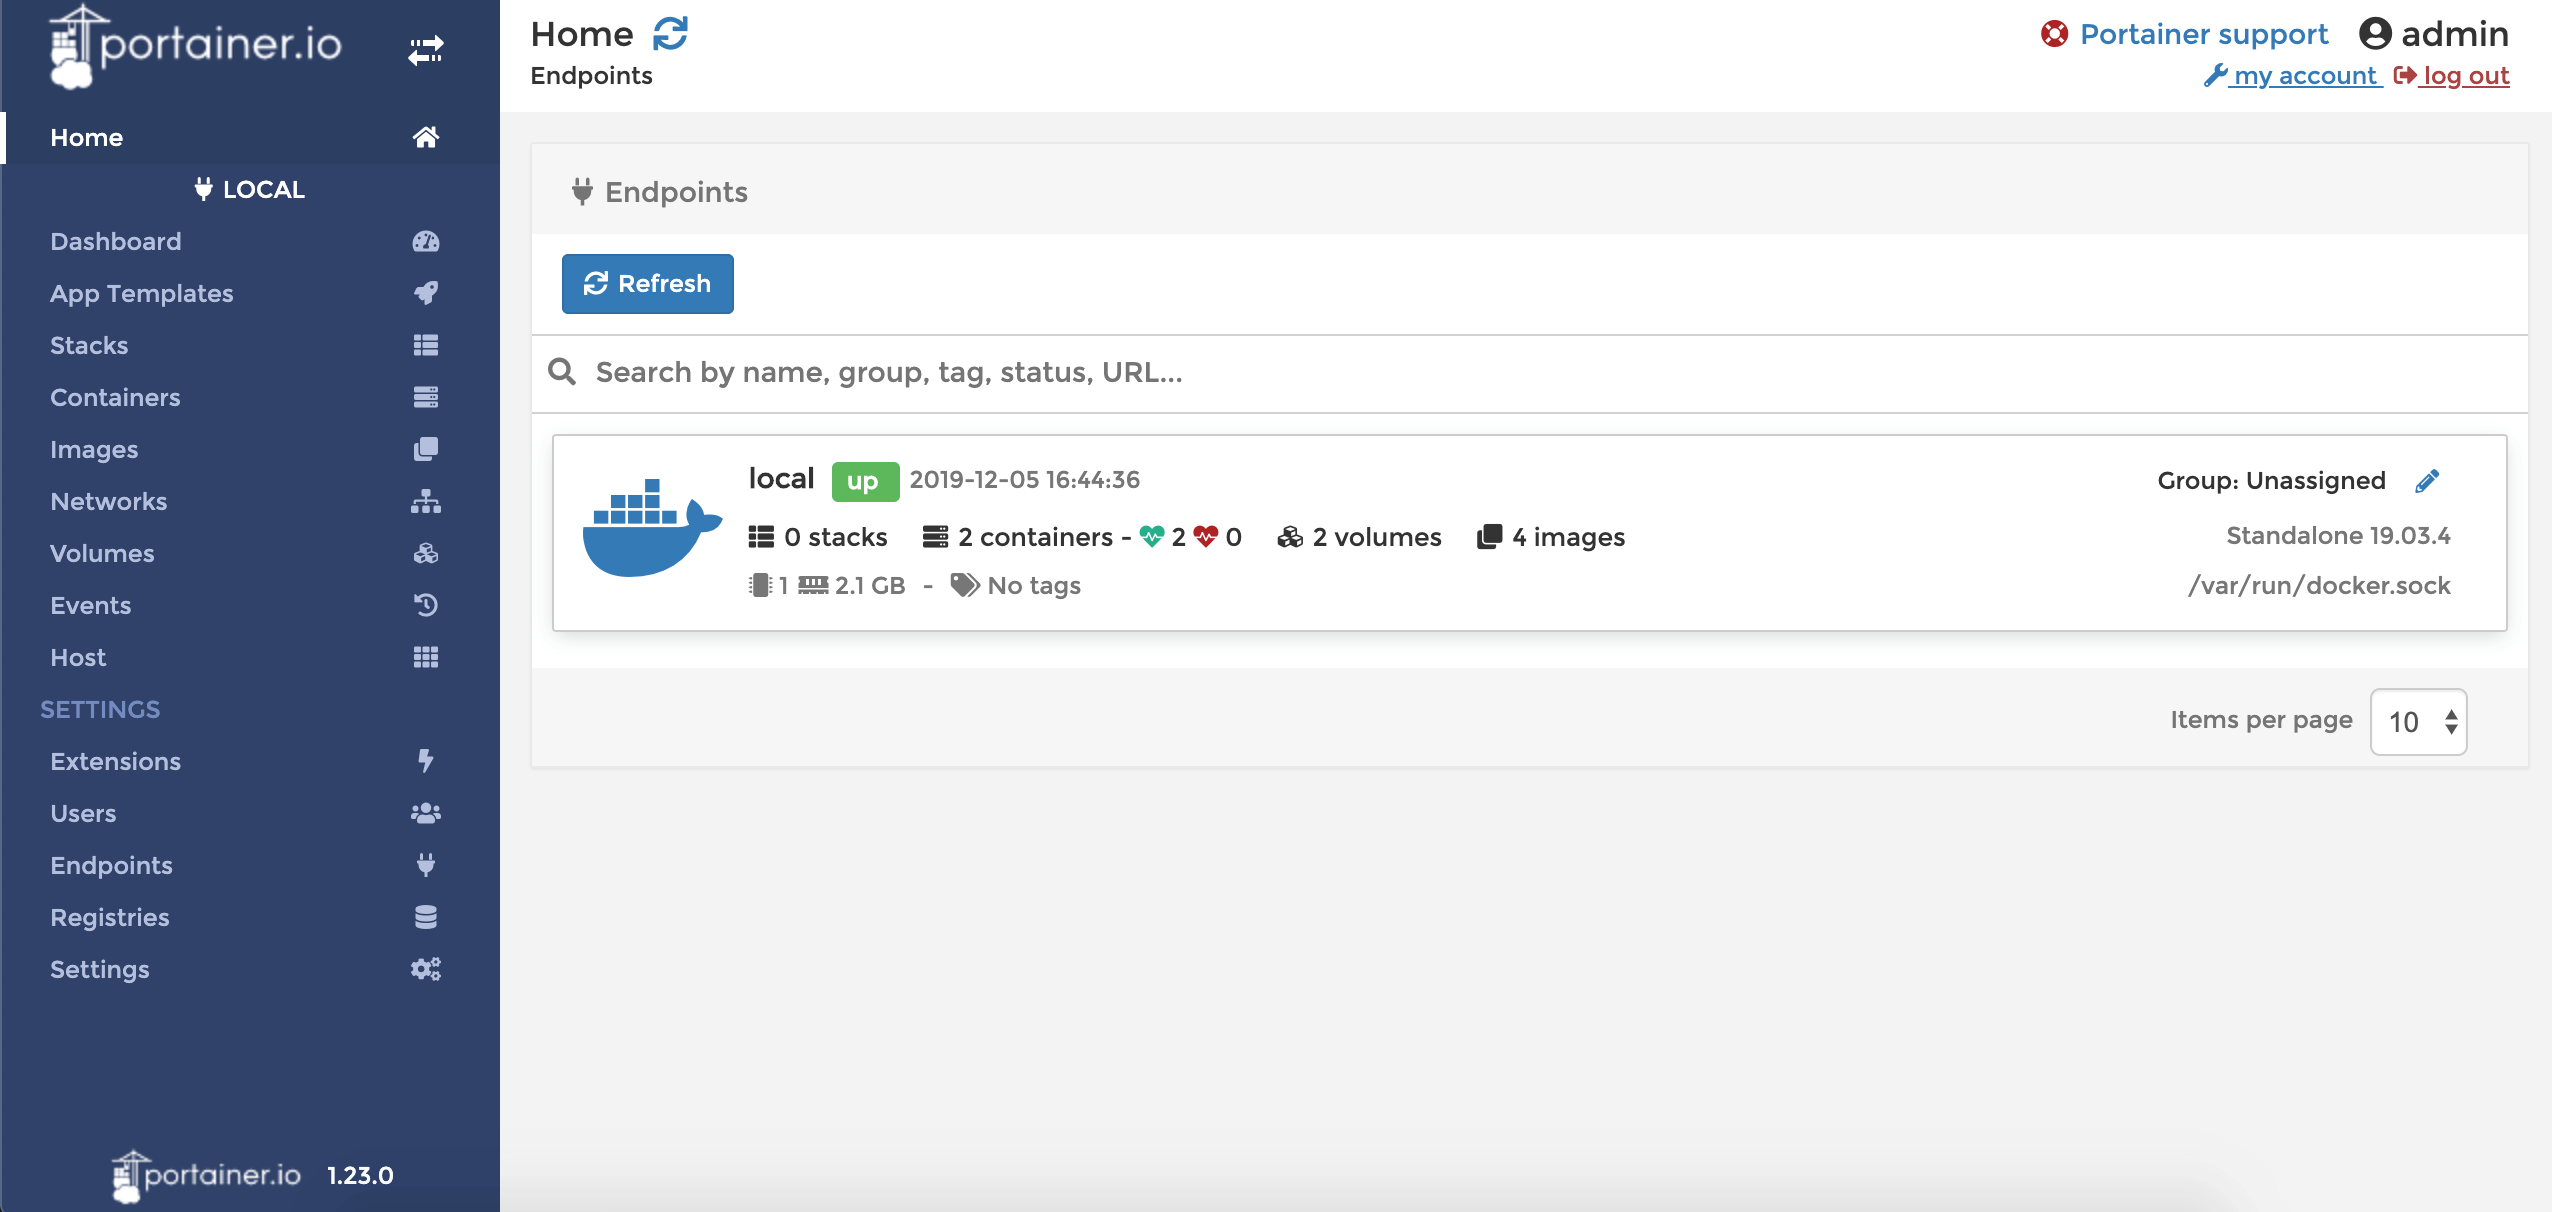 portainer.io
Home
LOCAL
Dashboard
App Templates
Stacks
Containers
Images
Networks
Volumes
Events
Host
SETTINGS
Extensions
Users
Endpoints
Registries
Settings
portainer.io 1.23.0
Home
Endpoints
Portainer support admin
my account log out
Endpoints
Refresh
Search by name, group, tag, status, URL...
local up 2019-12-05 16:44:36
Group: Unassigned
0 stacks 2 containers - 2 0 2 volumes 4 images
Standalone 19.03.4
1 2.1 GB - No tags
/var/run/docker.sock
Items per page 10